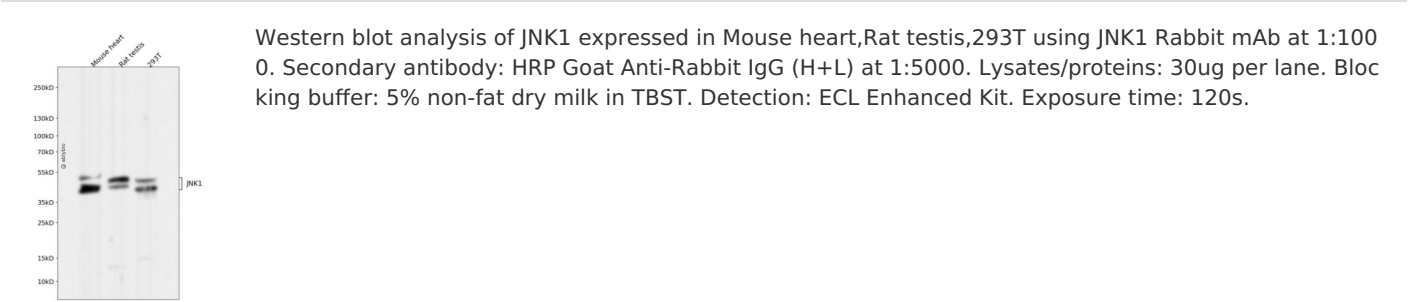 Mouse heart
Rat testis
293T
250kD
130kD
100kD
70kD
55kD
35kD
25kD
15kD
10kD
@ ablybio
JNK1
Western blot analysis of JNK1 expressed in Mouse heart,Rat testis,293T using JNK1 Rabbit mAb at 1:100
0. Secondary antibody: HRP Goat Anti-Rabbit IgG (H+L) at 1:5000. Lysates/proteins: 30ug per lane. Bloc
king buffer: 5% non-fat dry milk in TBST. Detection: ECL Enhanced Kit. Exposure time: 120s.